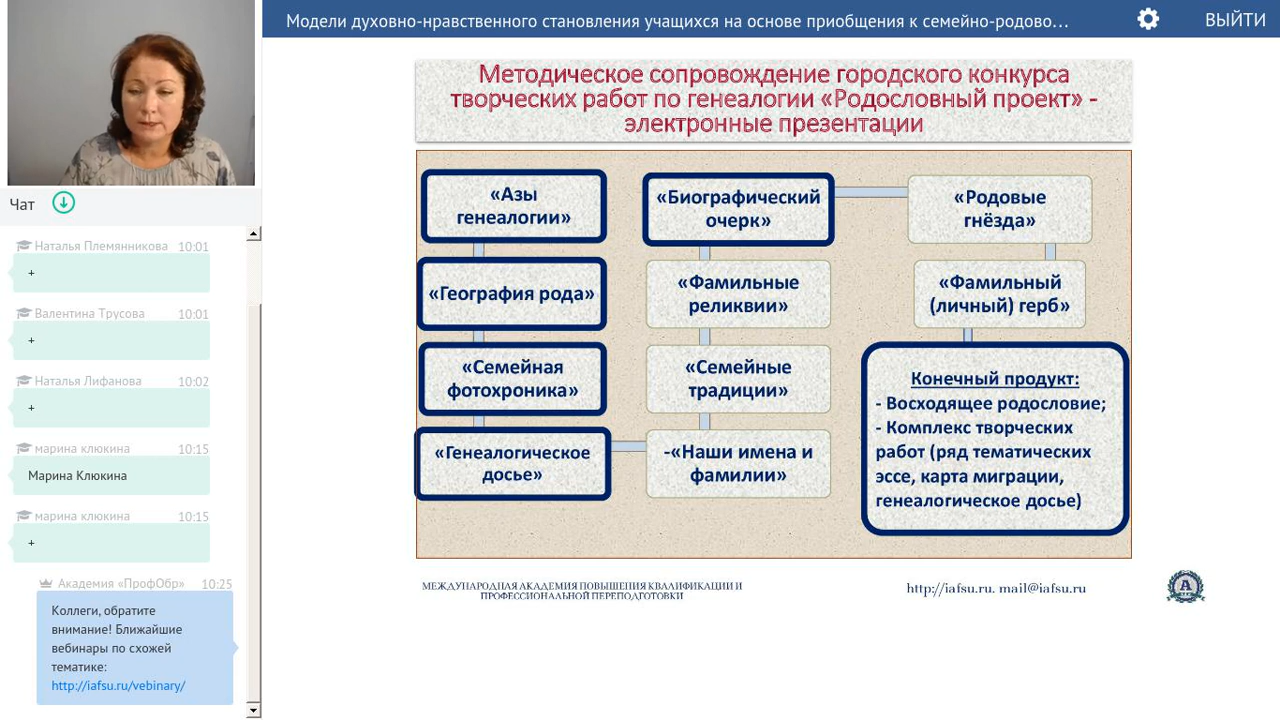 Модели духовно-нравственного становления учащихся на основе приобщения к семейно-родово...
ВЫЙТИ
Чат
Наталья Племянникова 10:01
+
Валентина Трусова 10:01
+
Наталья Лифанова 10:02
+
марина клюкина 10:15
Марина Клюкина
марина клюкина 10:15
+
Академия «ПрофОбр» 10:25
Коллеги, обратите
внимание! Ближайшие
вебинары по схожей
тематике:
http://iafsu.ru/vebinary/
Методическое сопровождение городского конкурса
творческих работ по генеалогии «Родословный проект» -
электронные презентации
«Азы
генеалогии»
«География рода»
«Семейная
фотохроника»
«Генеалогическое
досье»
«Биографический
очерк»
«Фамильные
реликвии»
«Семейные
традиции»
-«Наши имена и
фамилии»
«Родовые
гнёзда»
«Фамильный
(личный) герб»
Конечный продукт:
- Восходящее родословие;
- Комплекс творческих
работ (ряд тематических
эссе, карта миграции,
генеалогическое досье)
МЕЖДУНАРОДНАЯ АКАДЕМИЯ ПОВЫШЕНИЯ КВАЛИФИКАЦИИ И
ПРОФЕССИОНАЛЬНОЙ ПЕРЕПОДГОТОВКИ
http://iafsu.ru. mail@iafsu.ru